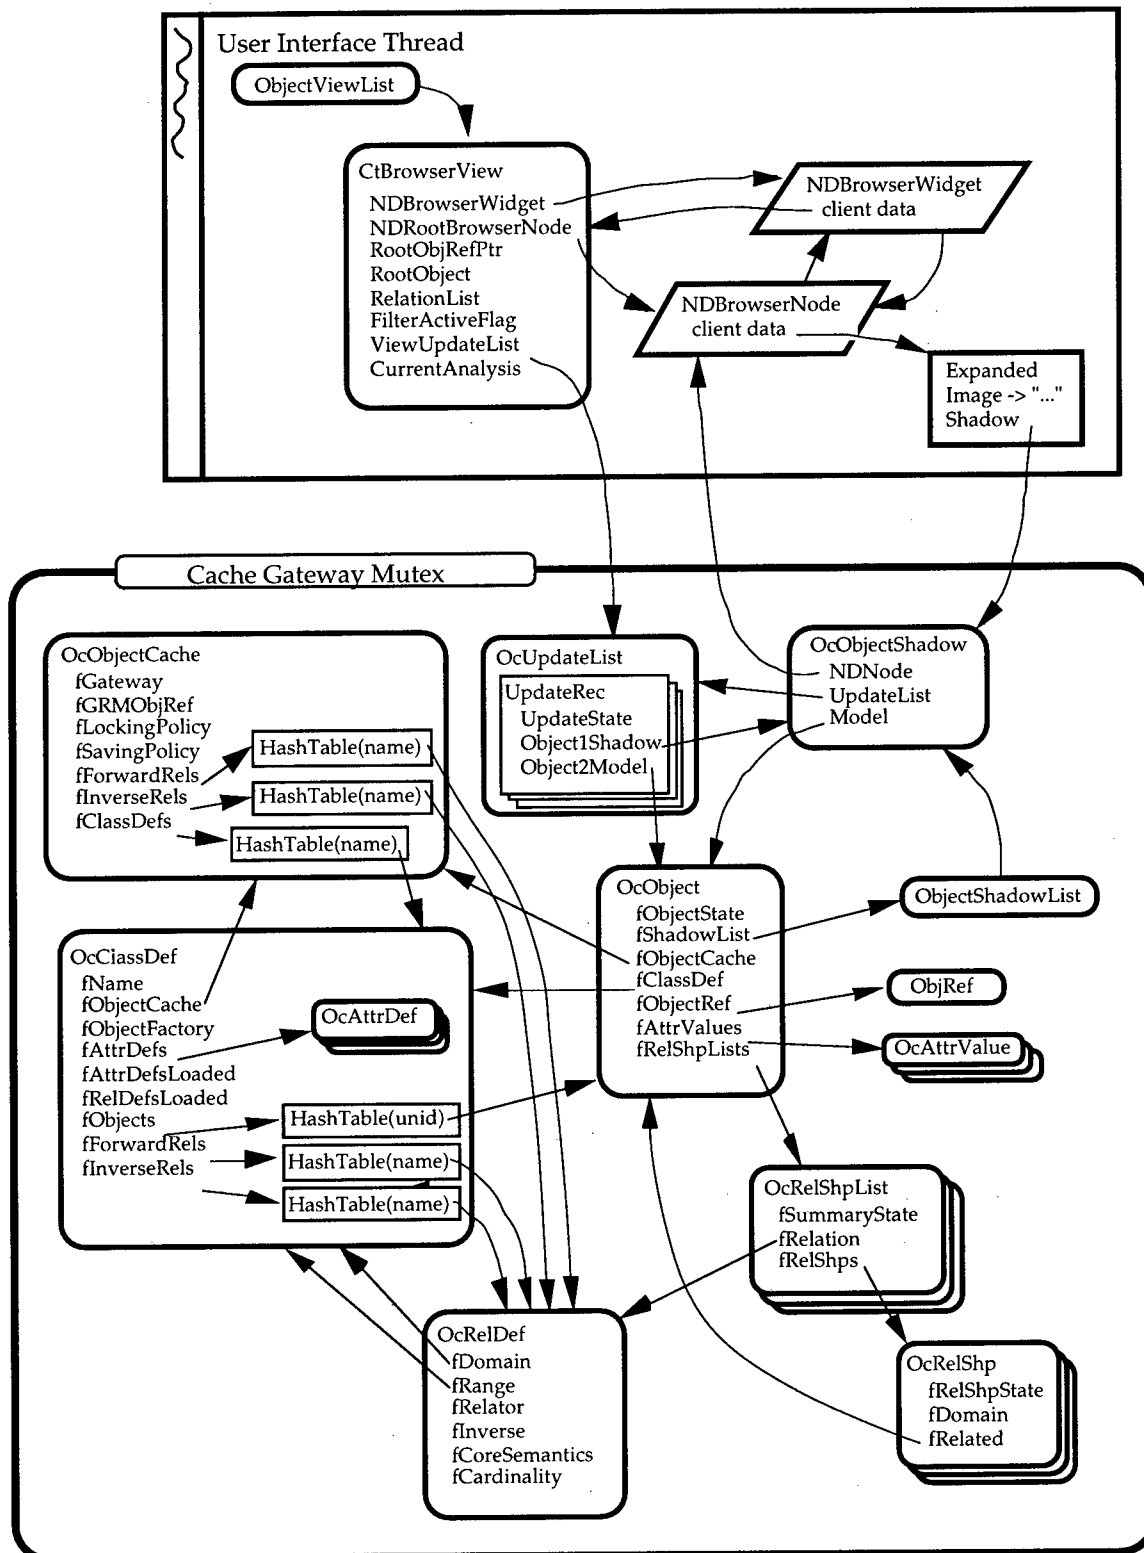 User Interface Thread
ObjectViewList
CtBrowserView
NDBrowserWidget
NDRootBrowserNode
RootObjRefPtr
RootObject
RelationList
FilterActiveFlag
ViewUpdateList
CurrentAnalysis
NDBrowserWidget
client data
NDBrowserNode
client data
Expanded
Image -> "..."
Shadow
Cache Gateway Mutex
OcObjectCache
fGateway
fGRMObjRef
fLockingPolicy
fSavingPolicy
fForwardRels
fInverseRels
fClassDefs
HashTable(name)
HashTable(name)
HashTable(name)
OcUpdateList
UpdateRec
UpdateState
Object1Shadow
Object2Model
OcObjectShadow
NDNode
UpdateList
Model
OcClassDef
fName
fObjectCache
fObjectFactory
fAttrDefs
fAttrDefsLoaded
fRelDefsLoaded
fObjects
fForwardRels
fInverseRels
OcAttrDef
HashTable(unid)
HashTable(name)
HashTable(name)
OcObject
fObjectState
fShadowList
fObjectCache
fClassDef
fObjectRef
fAttrValues
fRelShpLists
ObjectShadowList
ObjRef
OcAttrValue
OcRelShpList
fSummaryState
fRelation
fRelShps
OcRelDef
fDomain
fRange
fRelator
fInverse
fCoreSemantics
fCardinality
OcRelShp
fRelShpState
fDomain
fRelated